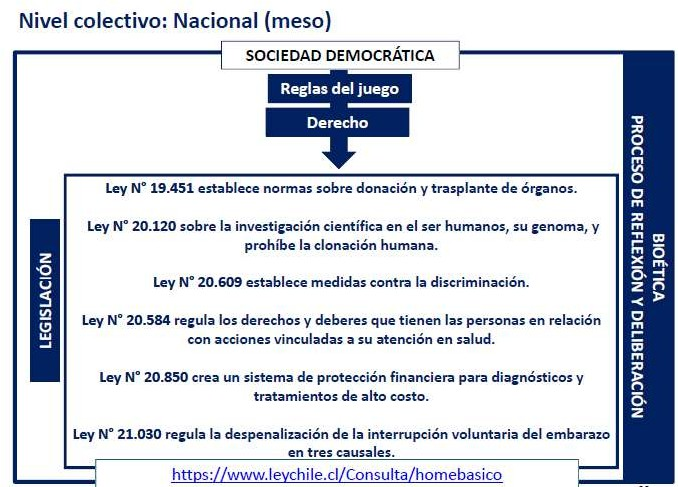 Nivel colectivo: Nacional (meso)
SOCIEDAD DEMOCRÁTICA
Reglas del juego
Derecho
LEGISLACIÓN
Ley N° 19.451 establece normas sobre donación y trasplante de órganos.
Ley N° 20.120 sobre la investigación científica en el ser humanos, su genoma, y
prohíbe la clonación humana.
Ley N° 20.609 establece medidas contra la discriminación.
Ley N° 20.584 regula los derechos y deberes que tienen las personas en relación
con acciones vinculadas a su atención en salud.
Ley N° 20.850 crea un sistema de protección financiera para diagnósticos y
tratamientos de alto costo.
Ley N° 21.030 regula la despenalización de la interrupción voluntaria del embarazo
en tres causales.
https://www.leychile.cl/Consulta/homebasico
BIOÉTICA
PROCESO DE REFLEXIÓN Y DELIBERACIÓN